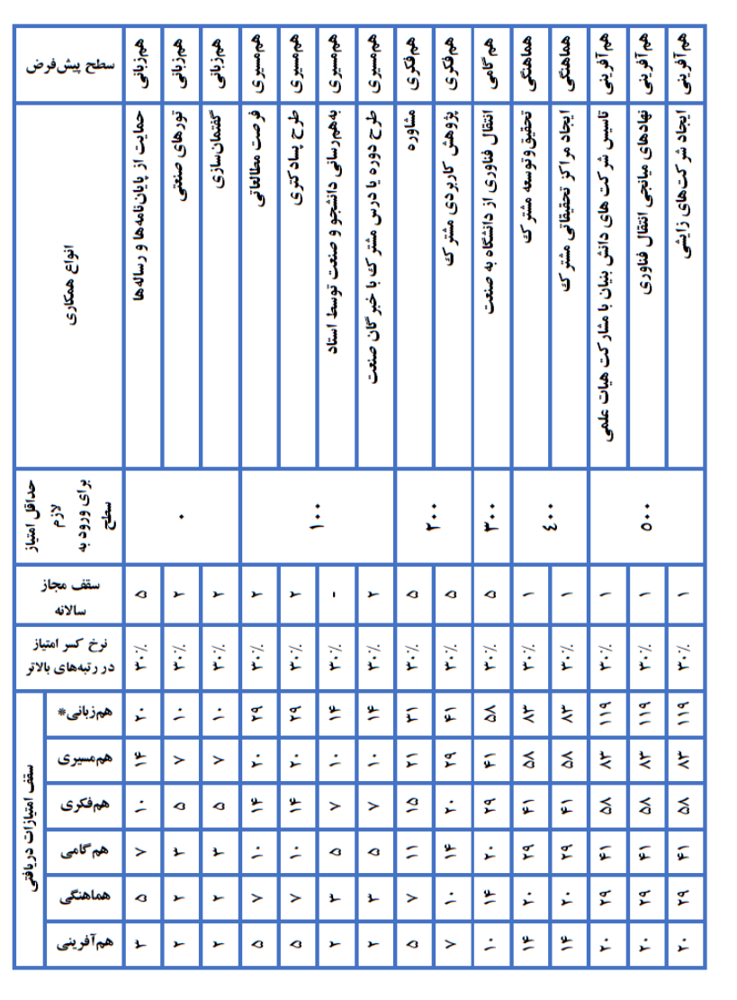 سطح پیش‌فرض
انواع همکاری
حداقل امتیاز
لازم
برای ورود به
سطح
سقف مجاز
سالانه
نرخ کسر امتیاز
در رتبه‌های بالاتر
سقف امتیازات دریافتی
هم‌زبانی*
هم‌مسیری
هم‌فکری
هم‌گامی
هماهنگی
هم‌آفرینی
هم‌زبانی حمایت از پایان‌نامه‌ها و رساله‌ها ۰ ۵ ۳۰٪ ۲۰ ۱۴ ۱۰ ۷ ۵ ۳
هم‌زبانی تورهای صنعتی ۲ ۳۰٪ ۱۰ ۷ ۵ ۳ ۲ ۲
هم‌زبانی گفتمان‌سازی ۲ ۳۰٪ ۱۰ ۷ ۵ ۳ ۲ ۲
هم‌مسیری فرصت مطالعاتی ۱۰۰ ۲ ۳۰٪ ۲۹ ۲۰ ۱۴ ۱۰ ۷ ۵
هم‌مسیری طرح پسادکتری ۲ ۳۰٪ ۲۹ ۲۰ ۱۴ ۱۰ ۷ ۵
هم‌مسیری به‌هم‌رسانی دانشجو و صنعت توسط استاد - ۳۰٪ ۱۴ ۱۰ ۷ ۵ ۳ ۲
هم‌مسیری طرح دوره یا درس مشترک با خبرگان صنعت ۲ ۳۰٪ ۱۴ ۱۰ ۷ ۵ ۳ ۲
هم‌فکری مشاوره ۲۰۰ ۵ ۳۰٪ ۳۱ ۲۱ ۱۵ ۱۱ ۷ ۵
هم‌فکری پژوهش کاربردی مشترک ۵ ۳۰٪ ۴۱ ۲۹ ۲۰ ۱۴ ۱۰ ۷
هم‌گامی انتقال فناوری از دانشگاه به صنعت ۳۰۰ ۵ ۳۰٪ ۵۸ ۴۱ ۲۹ ۲۰ ۱۴ ۱۰
هماهنگی تحقیق‌وتوسعه مشترک ٤۰۰ ۱ ۳۰٪ ۸۳ ۵۸ ۴۱ ۲۹ ۲۰ ۱۴
هماهنگی ایجاد مراکز تحقیقاتی مشترک ۱ ۳۰٪ ۸۳ ۵۸ ۴۱ ۲۹ ۲۰ ۱۴
هم‌آفرینی تاسیس شرکت های دانش بنیان با مشارکت هیات علمی ۵۰۰ ۱ ۳۰٪ ۱۱۹ ۸۳ ۵۸ ۴۱ ۲۹ ۲۰
هم‌آفرینی نهادهای میانجی انتقال فناوری ۱ ۳۰٪ ۱۱۹ ۸۳ ۵۸ ۴۱ ۲۹ ۲۰
هم‌آفرینی ایجاد شرکت‌های زایشی ۱ ۳۰٪ ۱۱۹ ۸۳ ۵۸ ۴۱ ۲۹ ۲۰